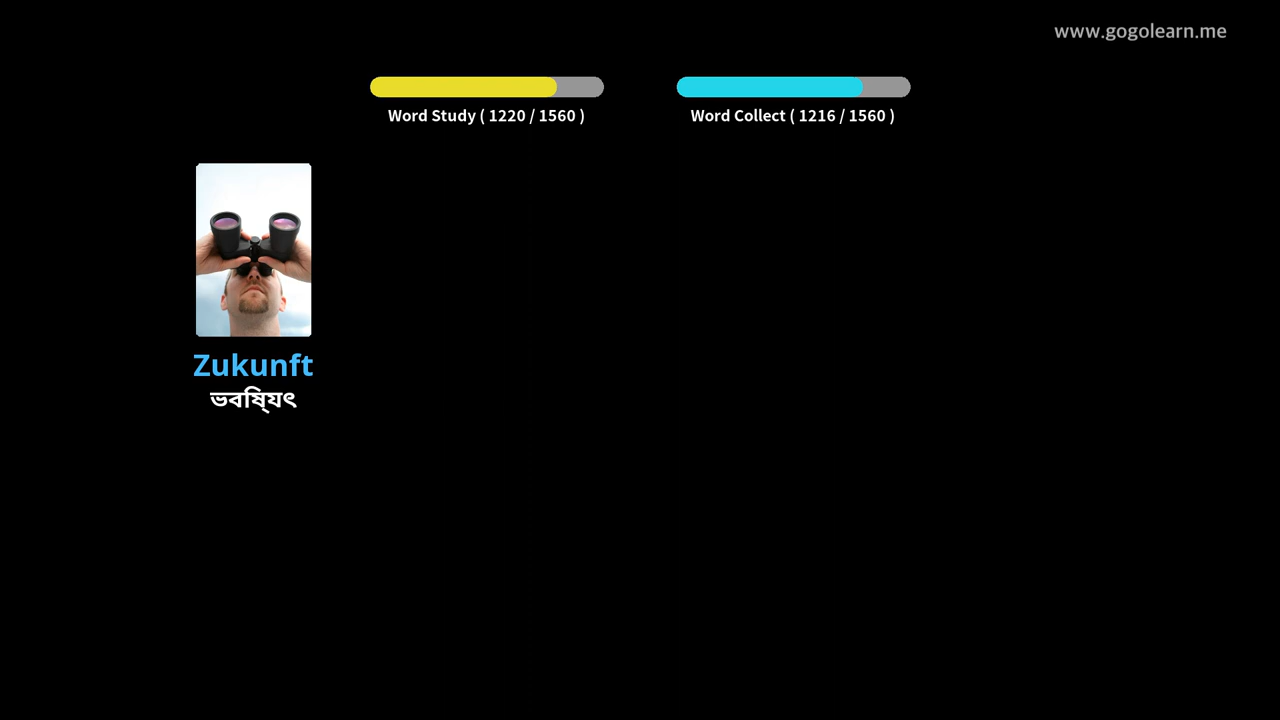 www.gogolearn.me
Word Study ( 1220 / 1560 )
Word Collect ( 1216 / 1560 )
Zukunft
ভবিষ্যৎ